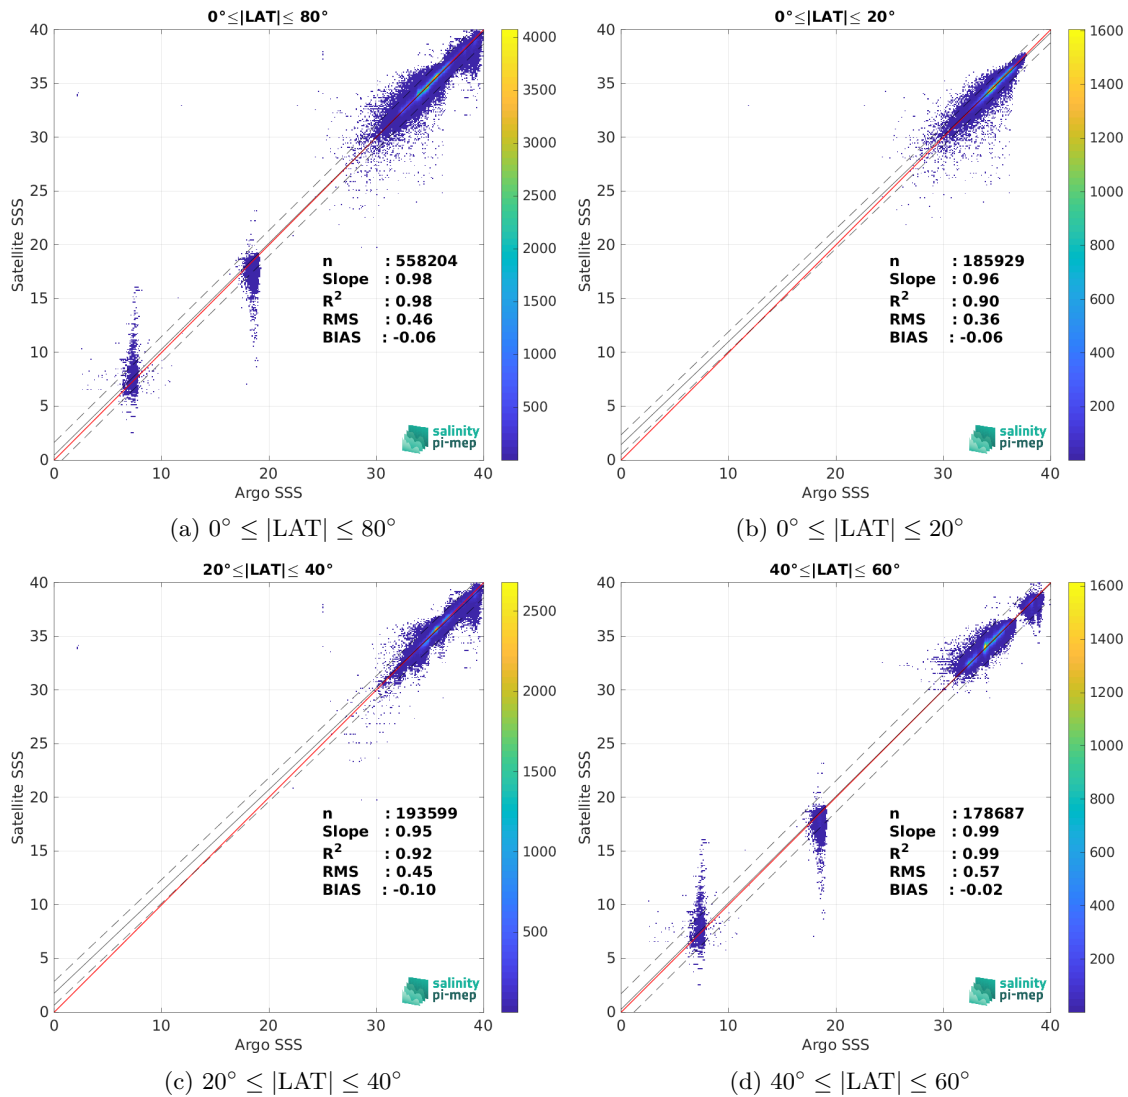 0°≤|LAT|≤ 80°
40
35
30
25
20
15
10
5
0
Satellite SSS
n : 558204
Slope : 0.98
R² : 0.98
RMS : 0.46
BIAS : -0.06
salinity
pi-mep
0 10 20 30 40
Argo SSS
4000
3500
3000
2500
2000
1500
1000
500
(a) 0° ≤ |LAT| ≤ 80°
0°≤|LAT|≤ 20°
40
35
30
25
20
15
10
5
0
Satellite SSS
n : 185929
Slope : 0.96
R² : 0.90
RMS : 0.36
BIAS : -0.06
salinity
pi-mep
0 10 20 30 40
Argo SSS
1600
1400
1200
1000
800
600
400
200
(b) 0° ≤ |LAT| ≤ 20°
20°≤|LAT|≤ 40°
40
35
30
25
20
15
10
5
0
Satellite SSS
n : 193599
Slope : 0.95
R² : 0.92
RMS : 0.45
BIAS : -0.10
salinity
pi-mep
0 10 20 30 40
Argo SSS
2500
2000
1500
1000
500
(c) 20° ≤ |LAT| ≤ 40°
40°≤|LAT|≤ 60°
40
35
30
25
20
15
10
5
0
Satellite SSS
n : 178687
Slope : 0.99
R² : 0.99
RMS : 0.57
BIAS : -0.02
salinity
pi-mep
0 10 20 30 40
Argo SSS
1600
1400
1200
1000
800
600
400
200
(d) 40° ≤ |LAT| ≤ 60°